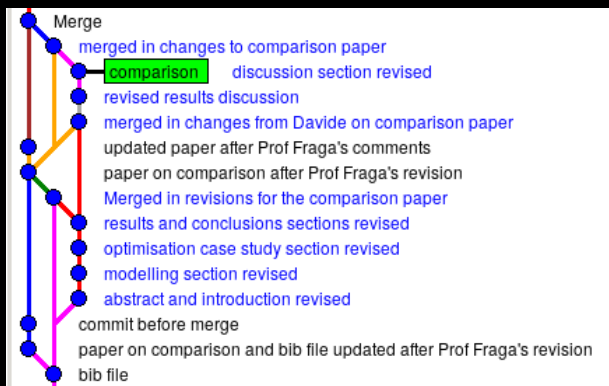 Merge
merged in changes to comparison paper
comparison discussion section revised
revised results discussion
merged in changes from Davide on comparison paper
updated paper after Prof Fraga's comments
paper on comparison after Prof Fraga's revision
Merged in revisions for the comparison paper
results and conclusions sections revised
optimisation case study section revised
modelling section revised
abstract and introduction revised
commit before merge
paper on comparison and bib file updated after Prof Fraga's revision
bib file